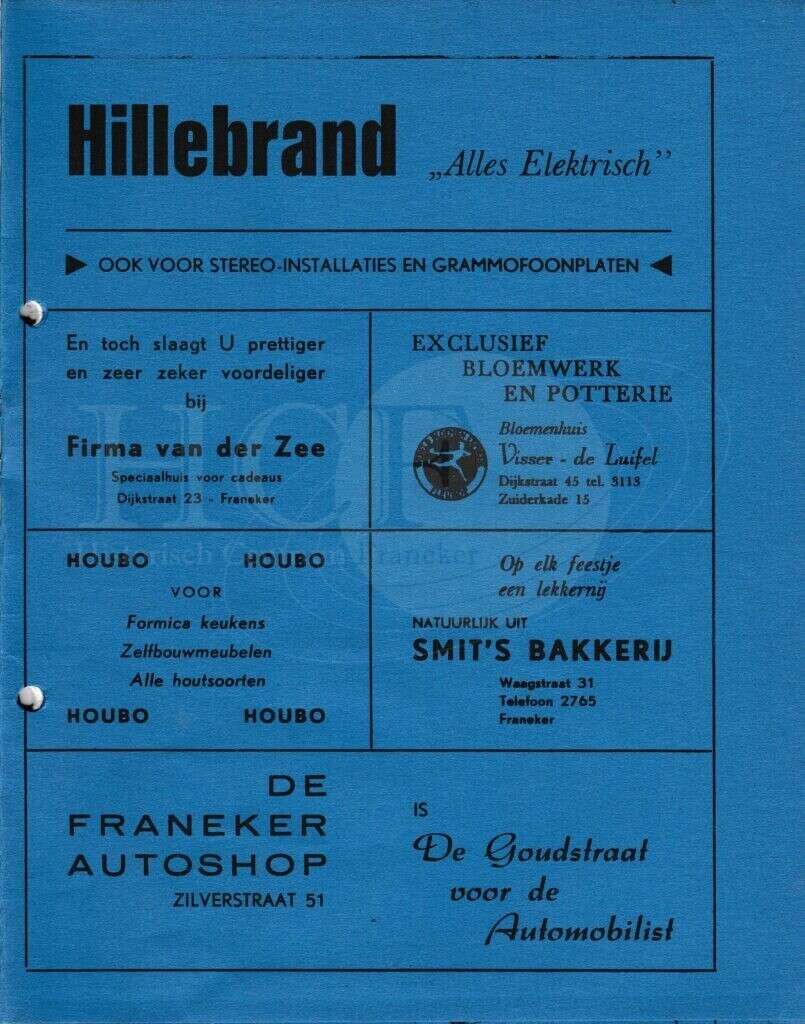 Hillebrand „Alles Elektrisch”
OOK VOOR STEREO-INSTALLATIES EN GRAMMOFOONPLATEN
En toch slaagt U prettiger
en zeer zeker voordeliger
bij
Firma van der Zee
Speciaalhuis voor cadeaus
Dijkstraat 23 - Franeker
EXCLUSIEF
BLOEMWERK
EN POTTERIE
Bloemenhuis
Visser - de Luifel
Dijkstraat 45 tel. 3113
Zuiderkade 15
HCF
Historisch Centrum Franeker
HOUBO HOUBO
VOOR
Formica keukens
Zelfbouwmeubelen
Alle houtsoorten
HOUBO HOUBO
Op elk feestje
een lekkernij
NATUURLIJK UIT
SMIT'S BAKKERIJ
Waagstraat 31
Telefoon 2765
Franeker
DE
FRANEKER
AUTOSHOP
ZILVERSTRAAT 51
IS
De Goudstraat
voor de
Automobilist